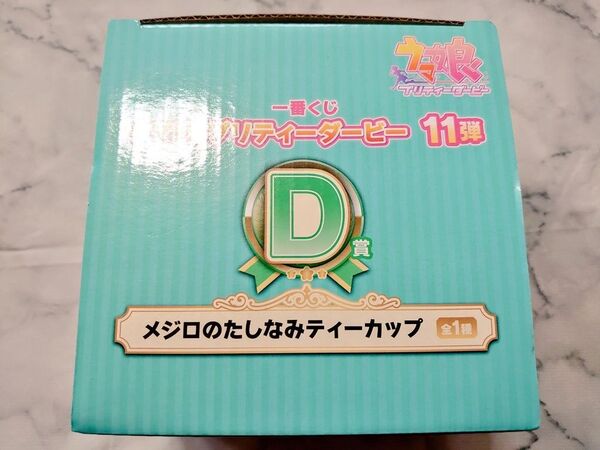 ウマ娘
プリティーダービー
一番くじ
プリティーダービー 11弾
D賞
メジロのたしなみティーカップ 全1種